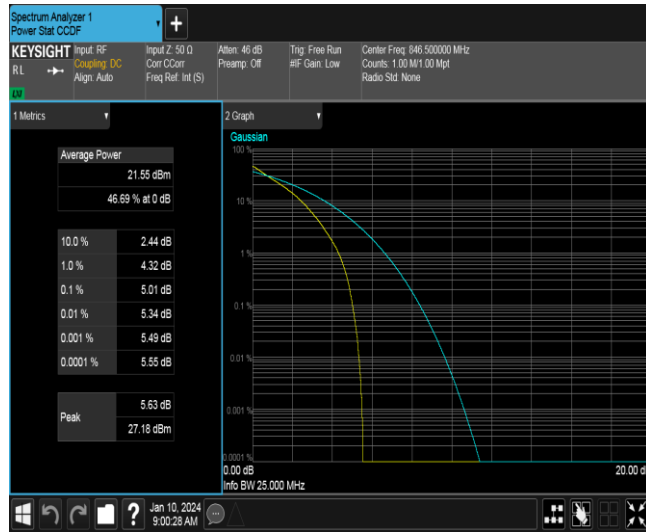 Spectrum Analyzer 1
Power Stat CCDF
KEYSIGHT
RL
LXI
Input: RF
Coupling: DC
Align: Auto
Input Z: 50 Ω
Corr CCorr
Freq Ref: Int (S)
Atten: 46 dB
Preamp: Off
Trig: Free Run
#IF Gain: Low
Center Freq: 846.500000 MHz
Counts: 1.00 M/1.00 Mpt
Radio Std: None
1 Metrics
Average Power
21.55 dBm
46.69 % at 0 dB
10.0 % 2.44 dB
1.0 % 4.32 dB
0.1 % 5.01 dB
0.01 % 5.34 dB
0.001 % 5.49 dB
0.0001 % 5.55 dB
Peak
5.63 dB
27.18 dBm
2 Graph
Gaussian
100 %
10 %
1 %
0.1 %
0.01 %
0.001 %
0.0001 %
0.00 dB
20.00 d
Info BW 25.000 MHz
?
Jan 10, 2024
9:00:28 AM